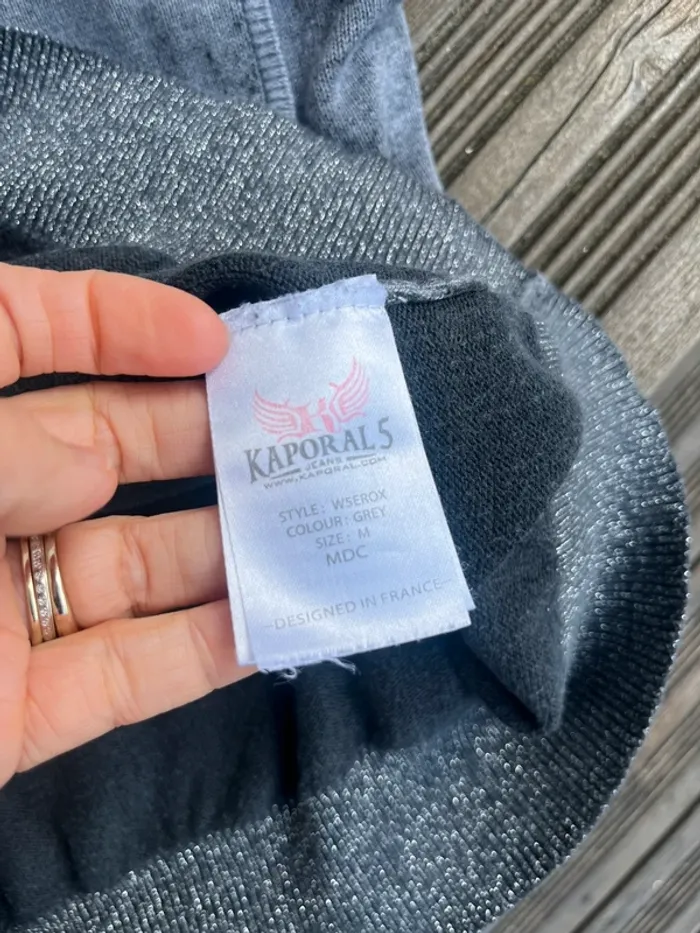 KAPORAL 5
JEANS
WWW.KAPORAL.COM
STYLE : W5EROX
COLOUR : GREY
SIZE : M
MDC
-DESIGNED IN FRANCE-